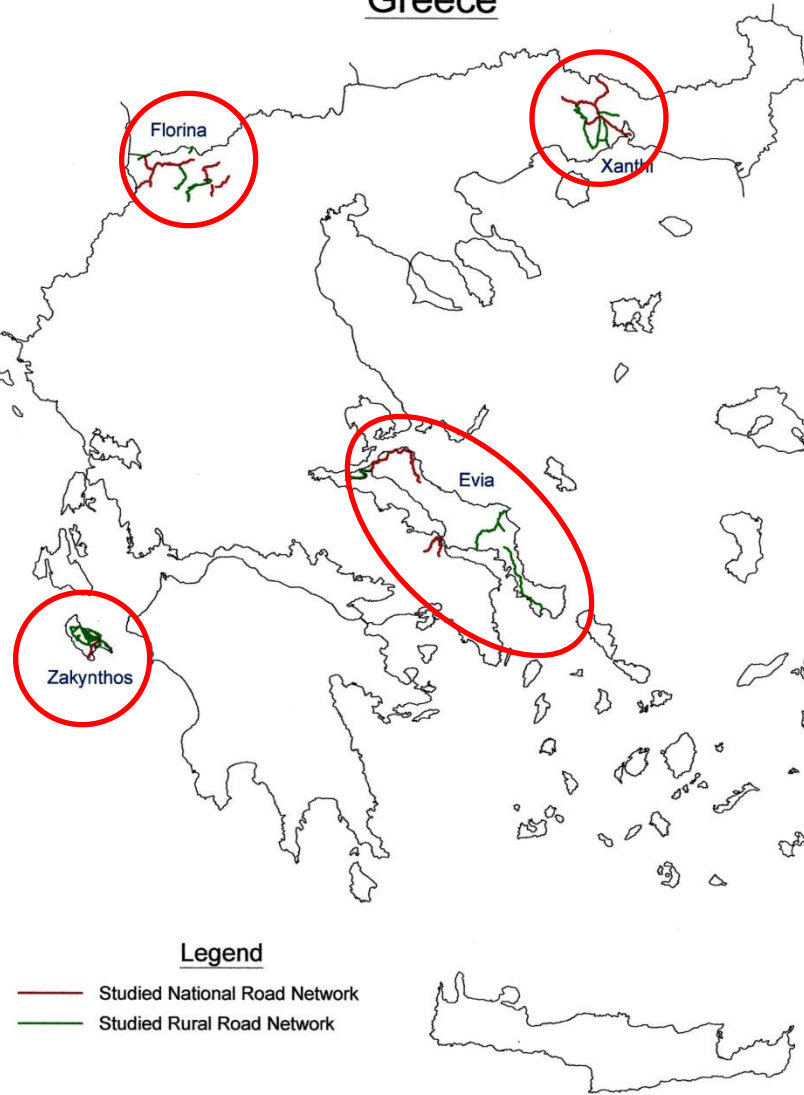 Greece
Florina
Xanthi
Evia
Zakynthos
Legend
Studied National Road Network
Studied Rural Road Network